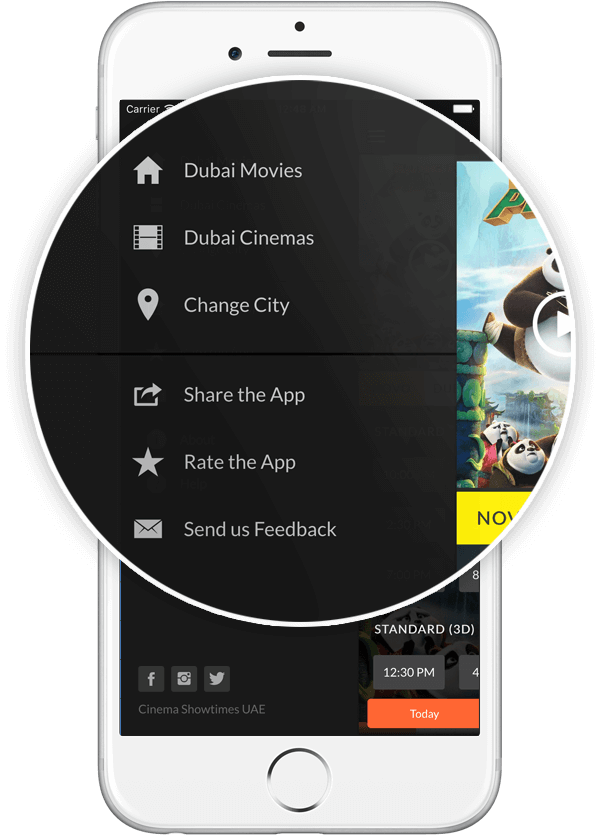 Carrier
Dubai Movies
Dubai Cinemas
Change City
Share the App
Rate the App
Send us Feedback
8
STANDARD (3D)
12:30 PM
4
Today
Cinema Showtimes UAE